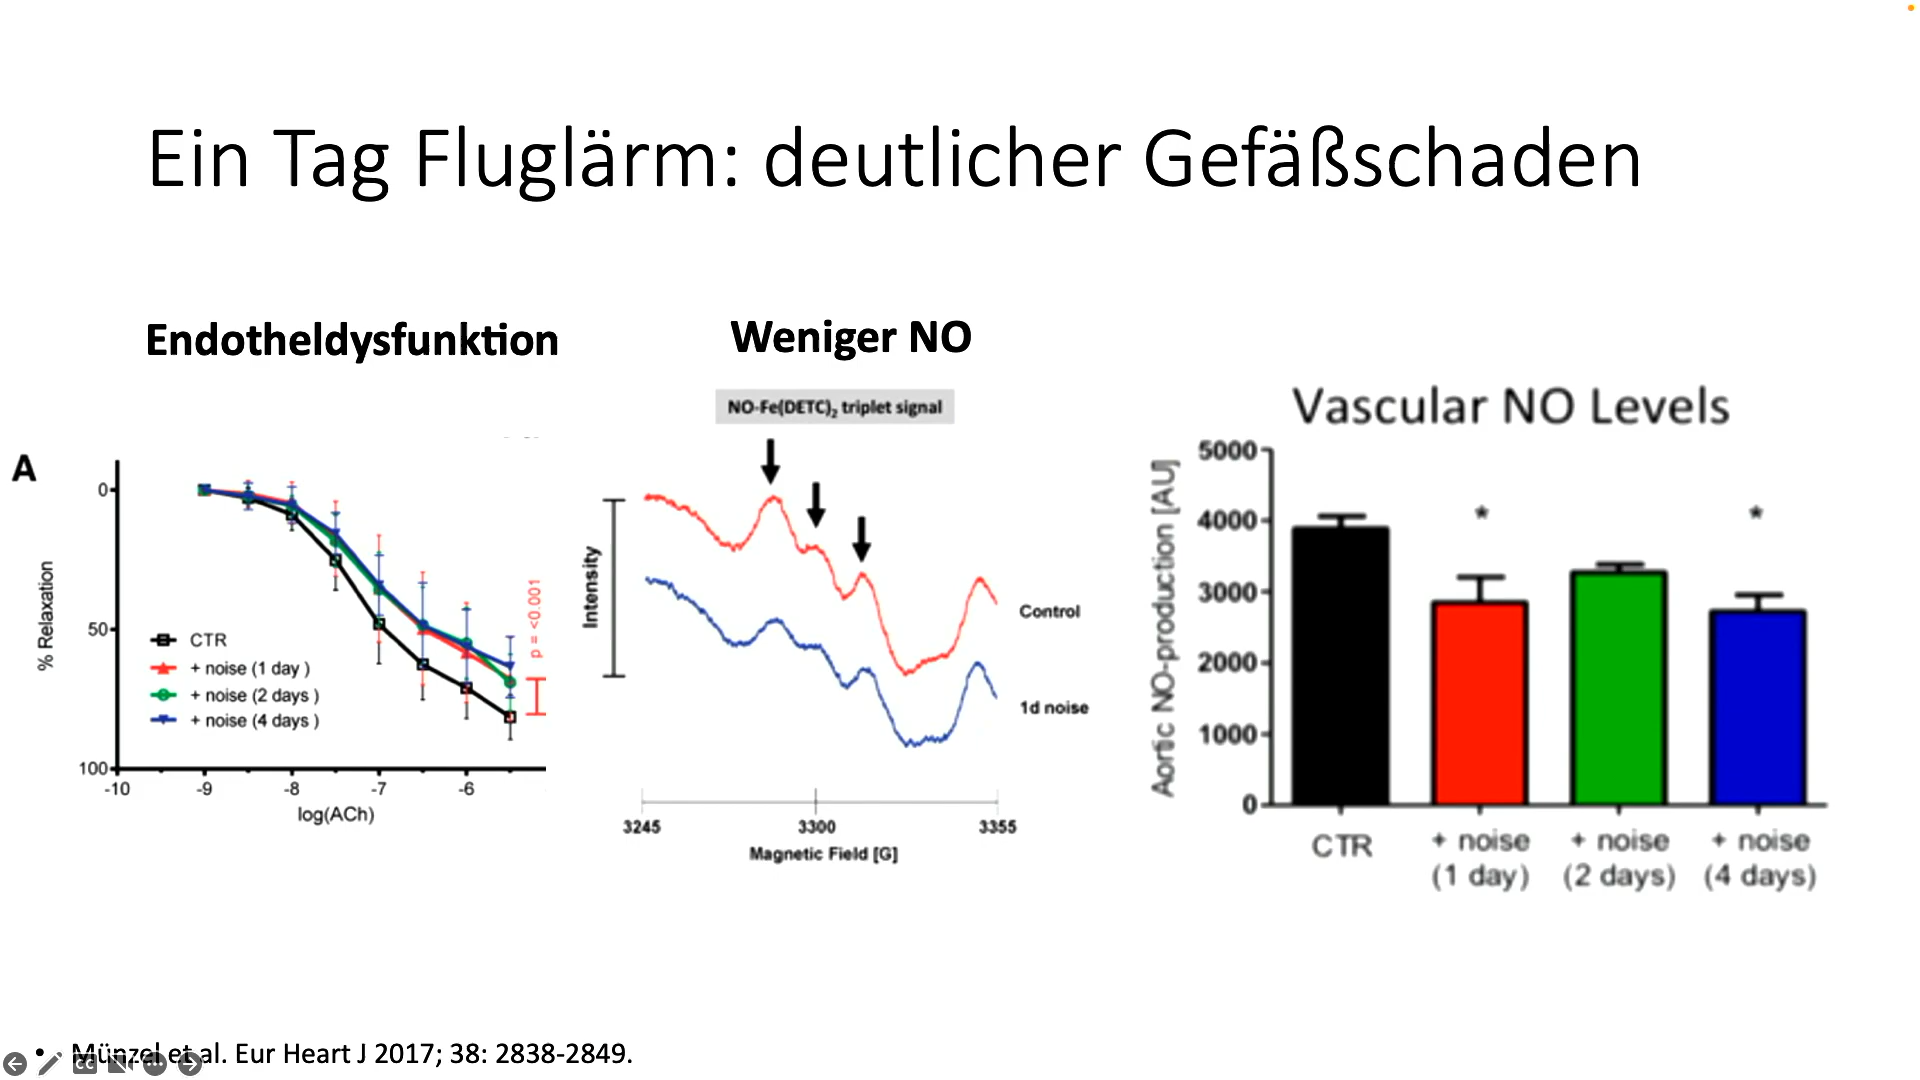 Ein Tag Fluglärm: deutlicher Gefäßschaden
Endotheldysfunktion
A
% Relaxation
0
50
100
CTR
+ noise (1 day )
+ noise (2 days )
+ noise (4 days )
p = <0.001
-10 -9 -8 -7 -6
log(ACh)
Weniger NO
NO-Fe(DETC)₂ triplet signal
Intensity
Control
1d noise
3245 3300 3355
Magnetic Field [G]
Vascular NO Levels
Aortic NO-production [AU]
5000
4000
3000
2000
1000
0
* *
CTR
+ noise
(1 day)
+ noise
(2 days)
+ noise
(4 days)
• Münzel et al. Eur Heart J 2017; 38: 2838-2849.
CC